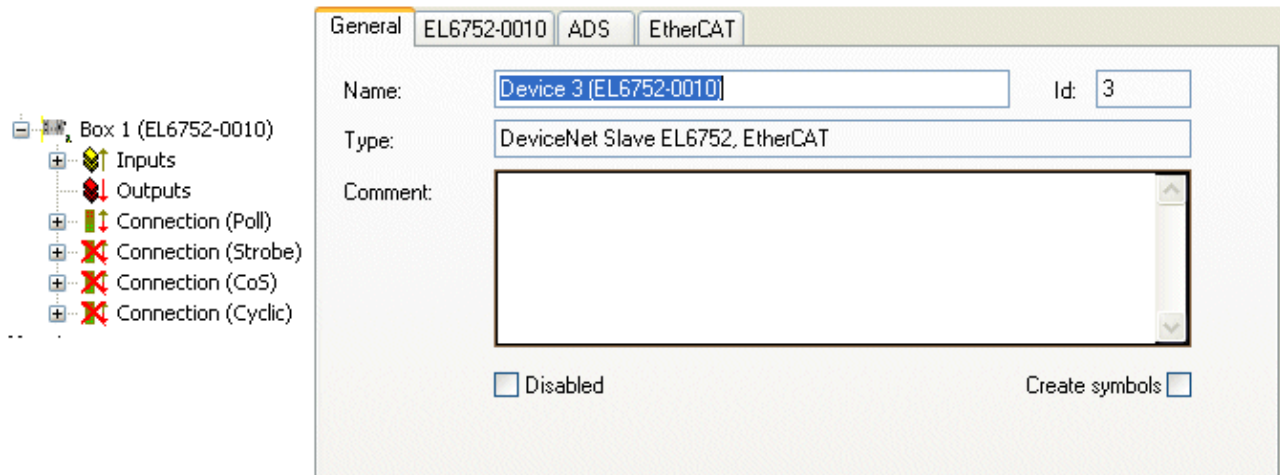 Box 1 (EL6752-0010)
Inputs
Outputs
Connection (Poll)
Connection (Strobe)
Connection (CoS)
Connection (Cyclic)
General EL6752-0010 ADS EtherCAT
Name: Device 3 (EL6752-0010) Id: 3
Type: DeviceNet Slave EL6752, EtherCAT
Comment:
Disabled Create symbols